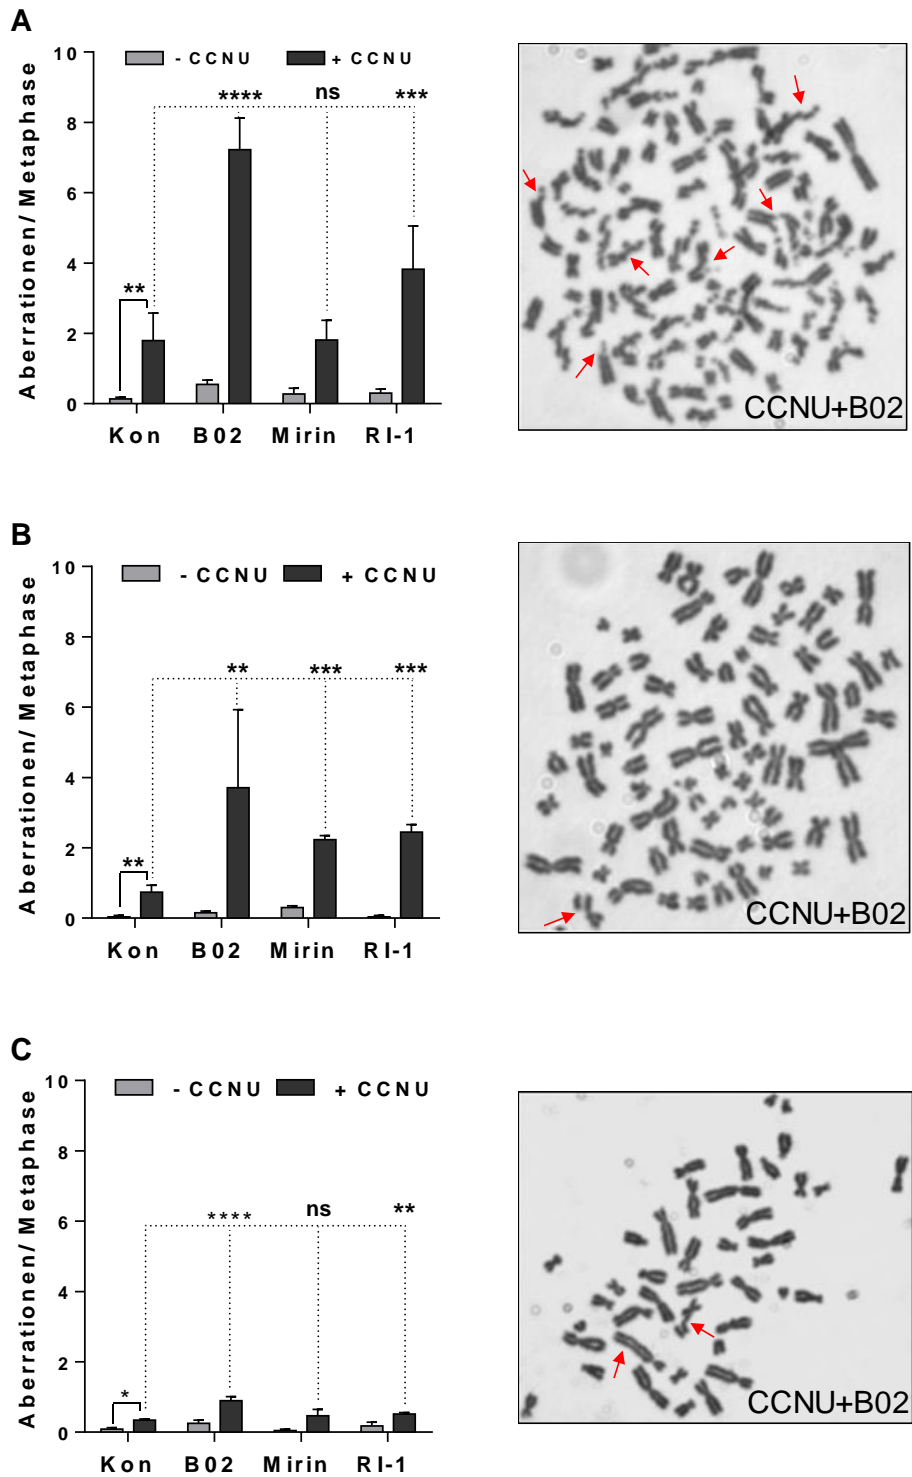 A
Aberrationen/ Metaphase
10
8
6
4
2
0
- CCNU
+ CCNU
**
****
ns
***
Kon
B02
Mirin
RI-1
CCNU+B02
B
Aberrationen/ Metaphase
10
8
6
4
2
0
- CCNU
+ CCNU
**
**
***
***
Kon
B02
Mirin
RI-1
CCNU+B02
C
Aberrationen/ Metaphase
10
8
6
4
2
0
- CCNU
+ CCNU
*
****
ns
**
Kon
B02
Mirin
RI-1
CCNU+B02